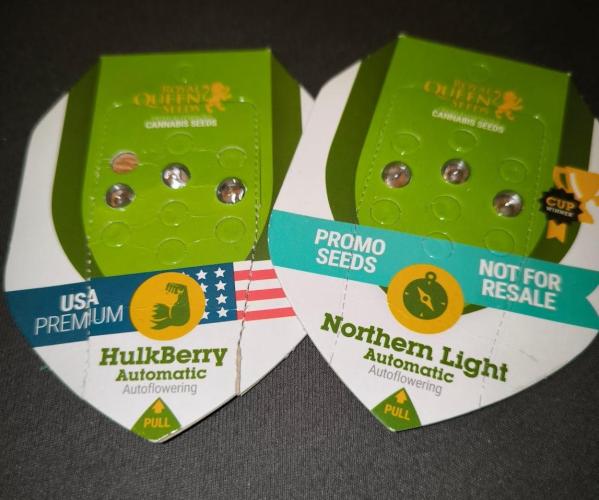 ROYAL
QUEEN
SEEDS
CANNABIS SEEDS
USA
PREMIUM
HulkBerry
Automatic
Autoflowering
PULL
ROYAL
QUEEN
SEEDS
CANNABIS SEEDS
CUP
WINNER
PROMO
SEEDS
NOT FOR
RESALE
Northern Light
Automatic
Autoflowering
PULL